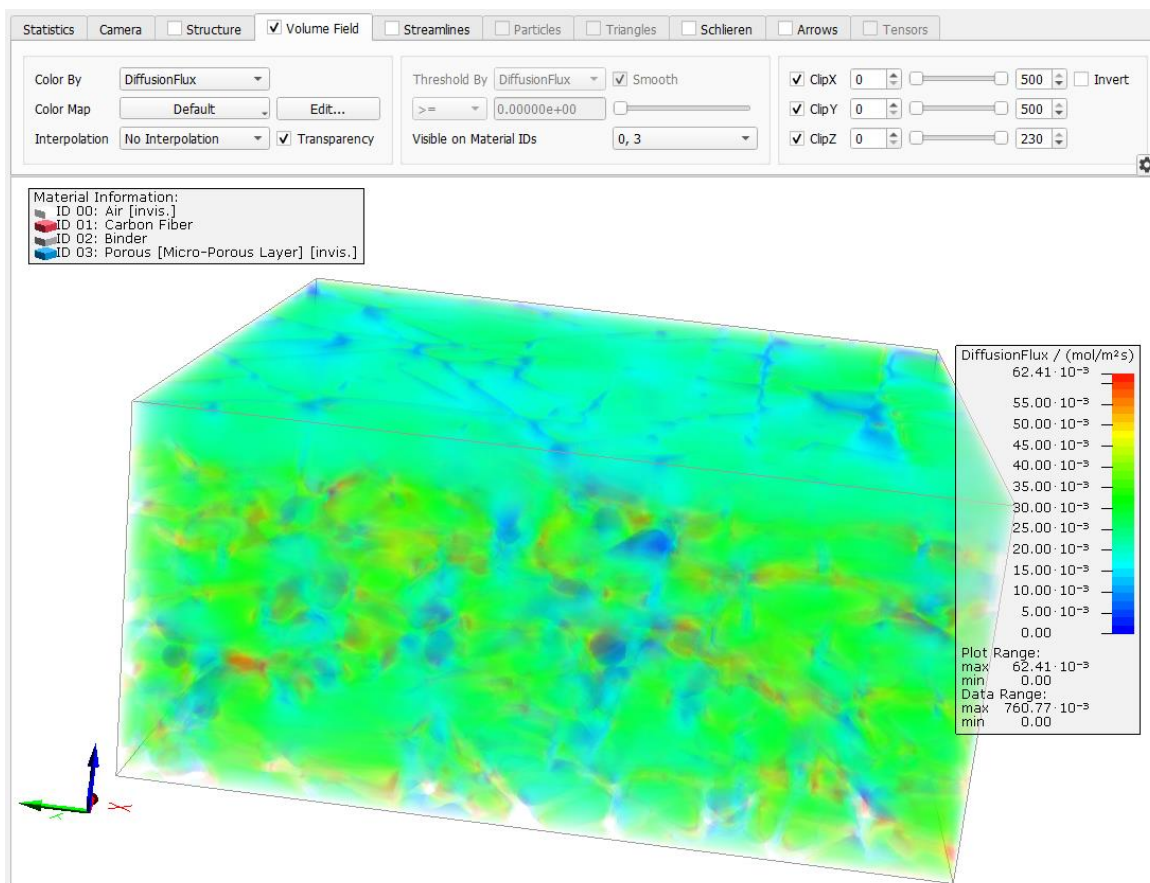 Statistics Camera Structure Volume Field Streamlines Particles Triangles Schlieren Arrows Tensors
Color By DiffusionFlux Threshold By DiffusionFlux Smooth ClipX 0 500 Invert
Color Map Default Edit... >= 0.00000e+00 ClipY 0 500
Interpolation No Interpolation Transparency Visible on Material IDs 0, 3 ClipZ 0 230
Material Information:
ID 00: Air [invis.]
ID 01: Carbon Fiber
ID 02: Binder
ID 03: Porous [Micro-Porous Layer] [invis.]
DiffusionFlux / (mol/m²s)
62.41·10⁻³
55.00·10⁻³
50.00·10⁻³
45.00·10⁻³
40.00·10⁻³
35.00·10⁻³
30.00·10⁻³
25.00·10⁻³
20.00·10⁻³
15.00·10⁻³
10.00·10⁻³
5.00·10⁻³
0.00
Plot Range:
max 62.41·10⁻³
min 0.00
Data Range:
max 760.77·10⁻³
min 0.00
Y X